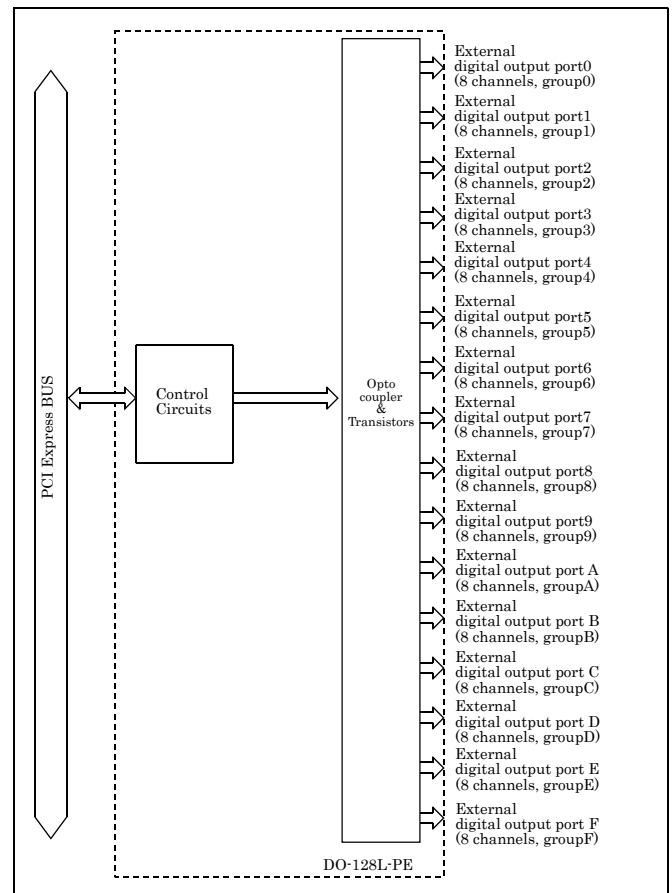 External
digital output port0
(8 channels, group0)
External
digital output port1
(8 channels, group1)
External
digital output port2
(8 channels, group2)
External
digital output port3
(8 channels, group3)
External
digital output port4
(8 channels, group4)
External
digital output port5
(8 channels, group5)
External
digital output port6
(8 channels, group6)
External
digital output port7
(8 channels, group7)
External
digital output port8
(8 channels, group8)
External
digital output port9
(8 channels, group9)
External
digital output port A
(8 channels, groupA)
External
digital output port B
(8 channels, groupB)
External
digital output port C
(8 channels, groupC)
External
digital output port D
(8 channels, groupD)
External
digital output port E
(8 channels, groupE)
External
digital output port F
(8 channels, groupF)
PCI Express BUS
Control
Circuits
Opto
coupler
&
Transistors
DO-128L-PE